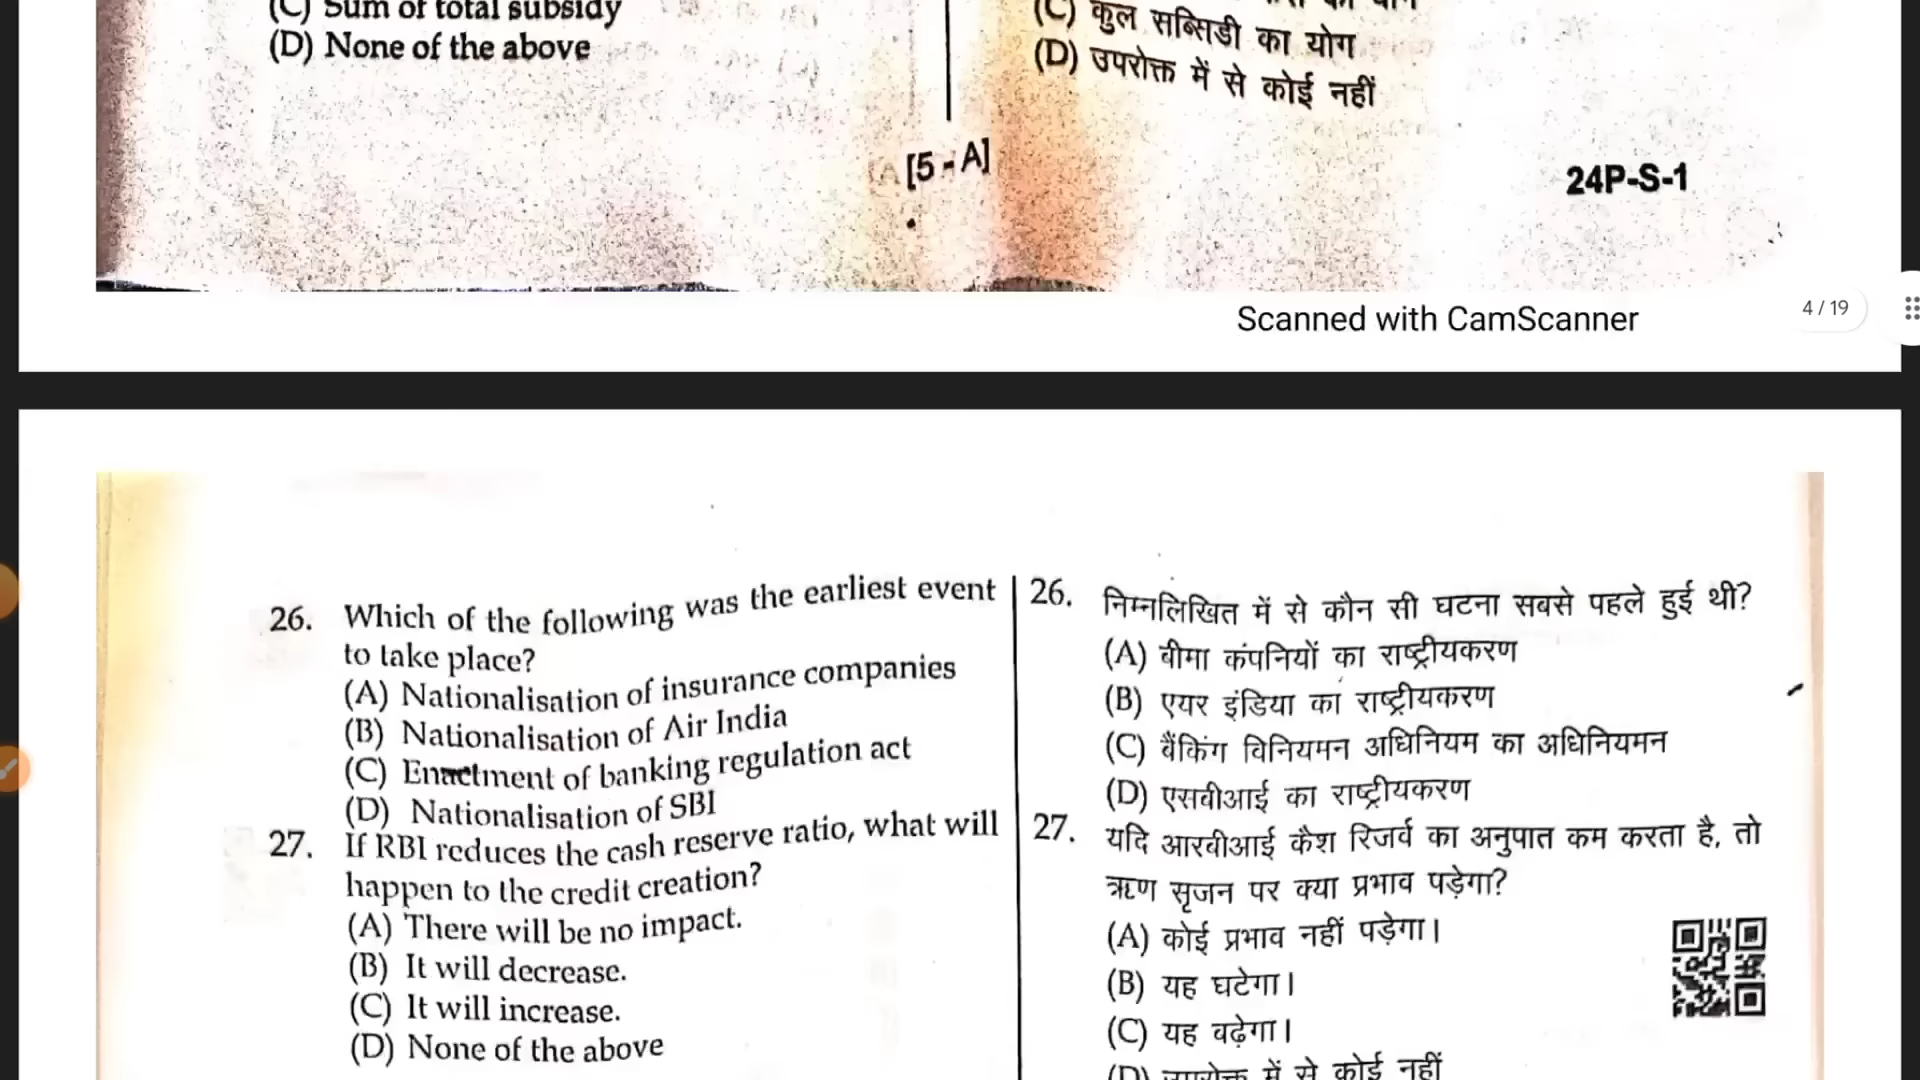 (C) Sum of total subsidy
(D) None of the above
(C) कुल सब्सिडी का योग
(D) उपरोक्त में से कोई नहीं
[5 - A]
24P-S-1
Scanned with CamScanner
4 / 19
26. Which of the following was the earliest event
to take place?
(A) Nationalisation of insurance companies
(B) Nationalisation of Air India
(C) Enactment of banking regulation act
(D) Nationalisation of SBI
27. If RBI reduces the cash reserve ratio, what will
happen to the credit creation?
(A) There will be no impact.
(B) It will decrease.
(C) It will increase.
(D) None of the above
26. निम्नलिखित में से कौन सी घटना सबसे पहले हुई थी?
(A) बीमा कंपनियों का राष्ट्रीयकरण
(B) एयर इंडिया का राष्ट्रीयकरण
(C) बैंकिंग विनियमन अधिनियम का अधिनियमन
(D) एसबीआई का राष्ट्रीयकरण
27. यदि आरबीआई कैश रिजर्व का अनुपात कम करता है, तो
ऋण सृजन पर क्या प्रभाव पड़ेगा?
(A) कोई प्रभाव नहीं पड़ेगा।
(B) यह घटेगा।
(C) यह बढ़ेगा।
(D) उपरोक्त में से कोई नहीं